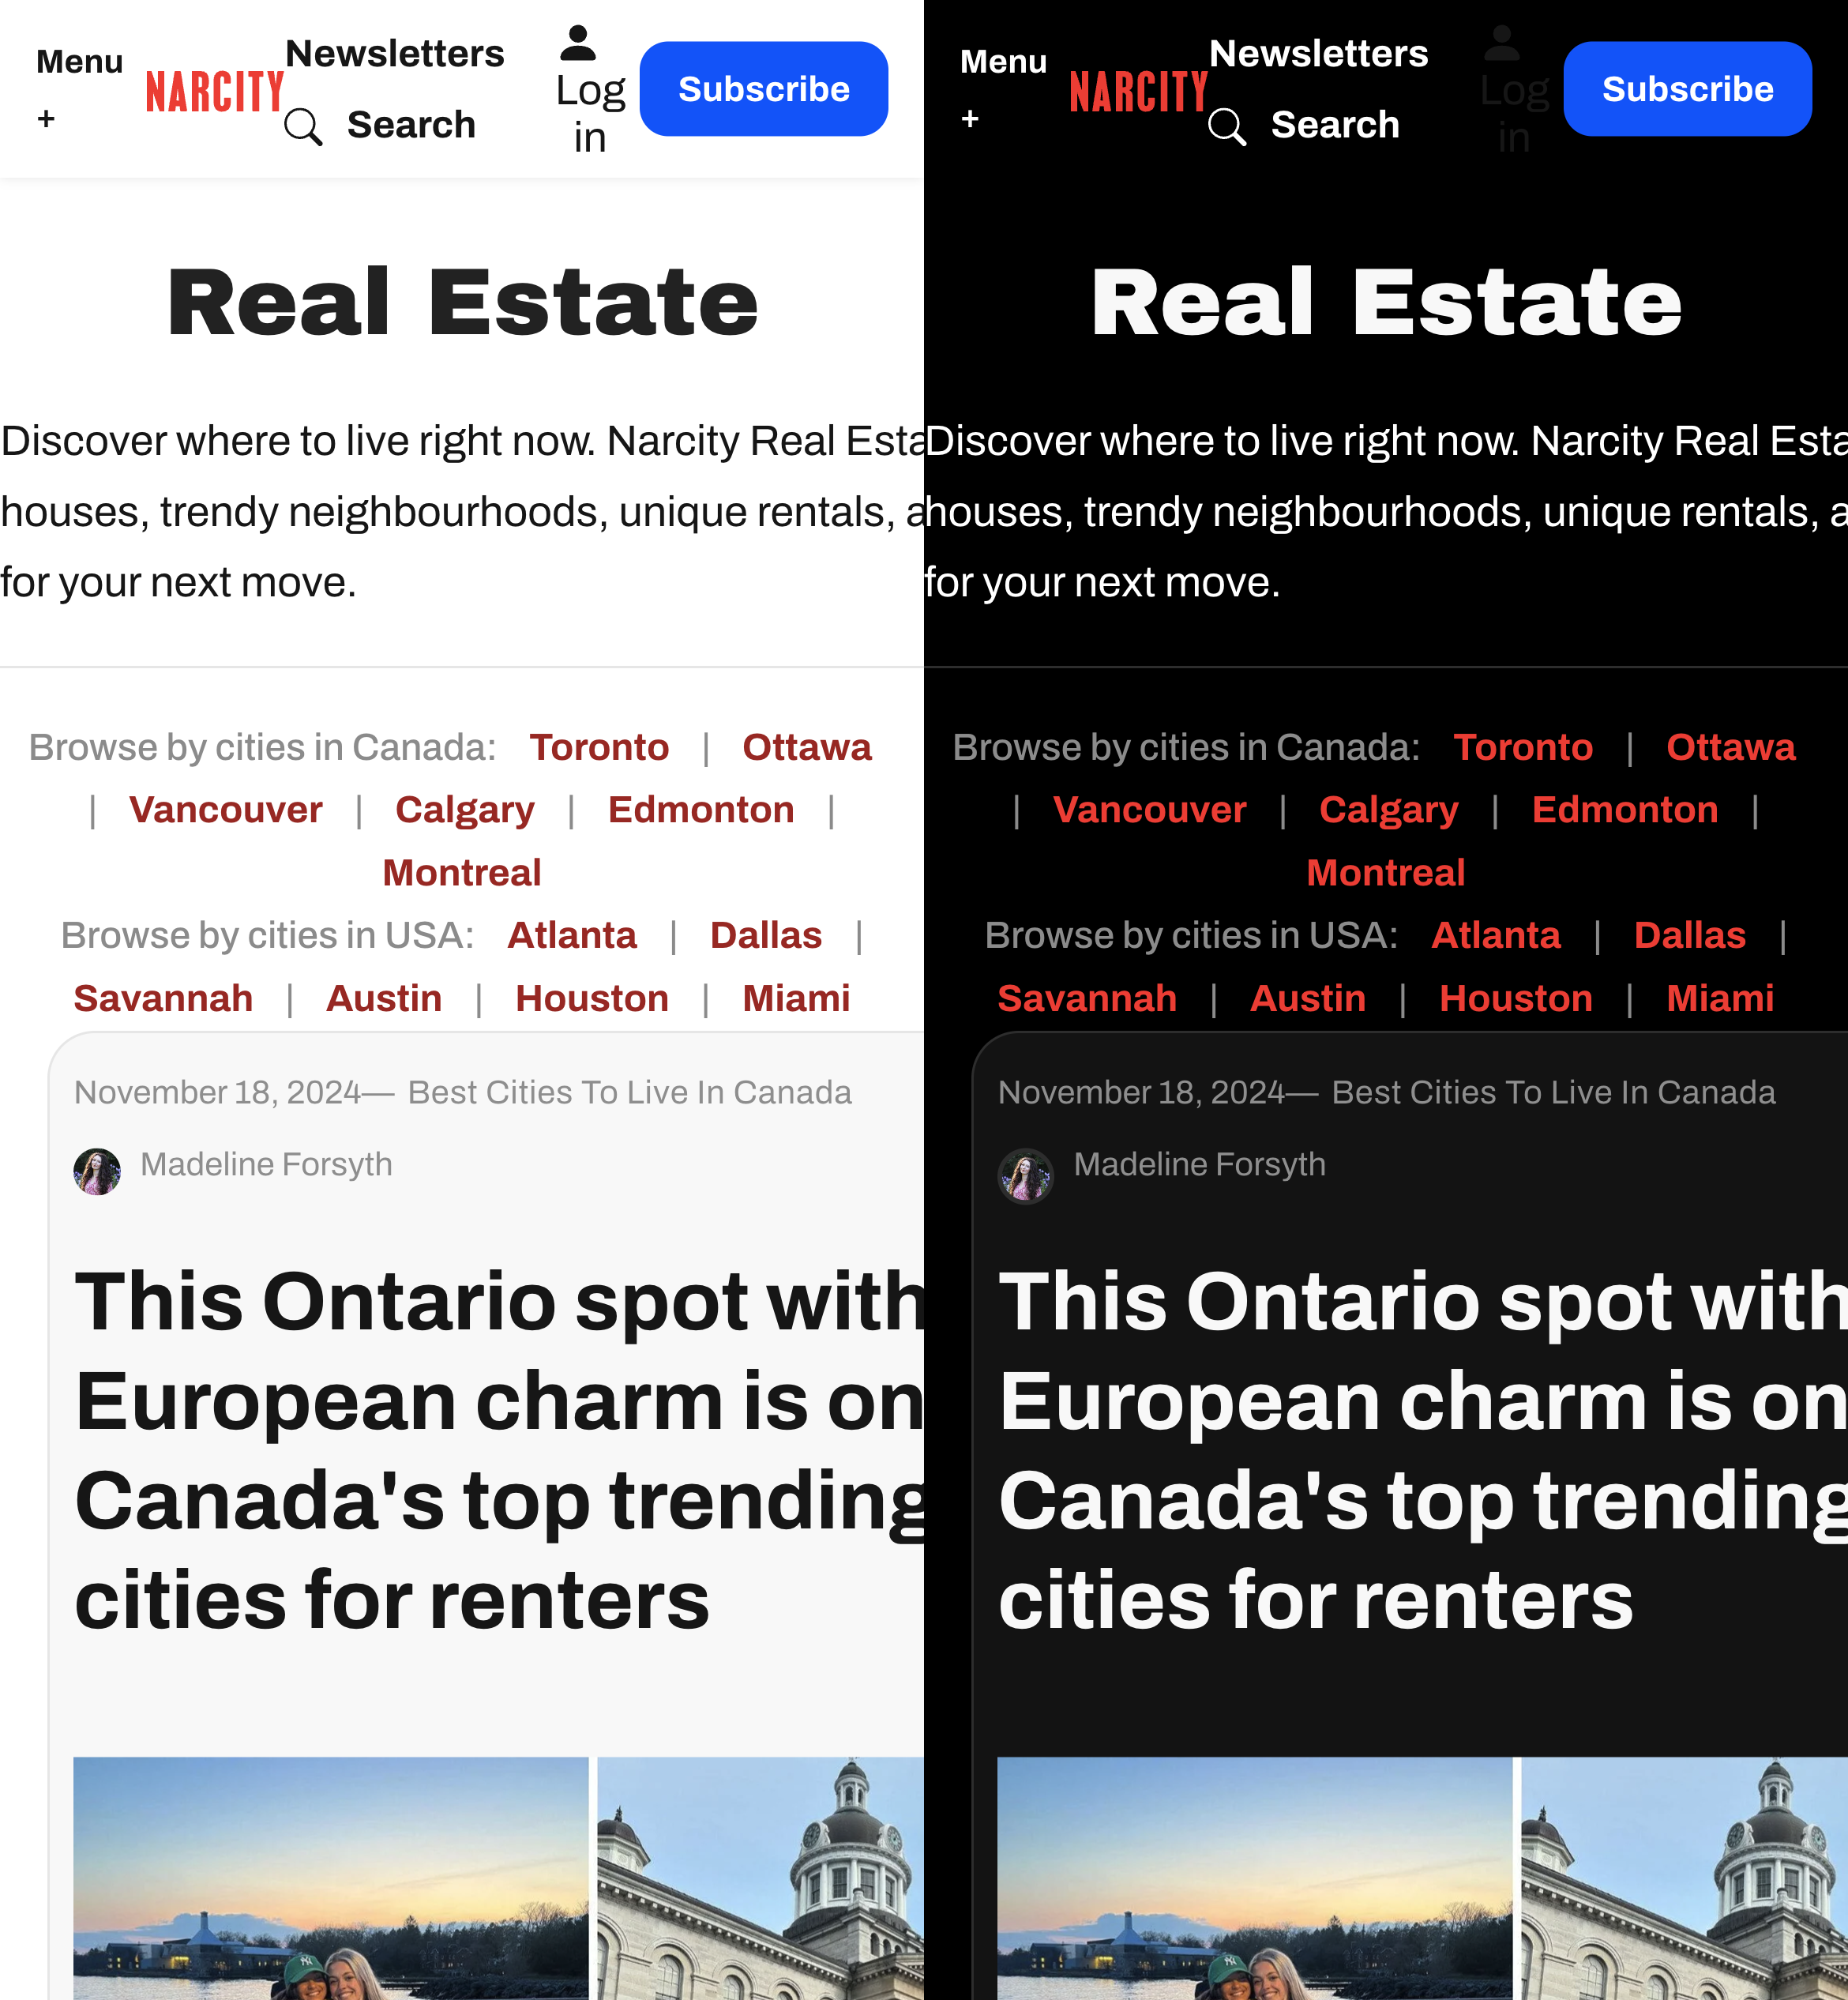 Menu
+
NARCITY
Newsletters
Search
Log
in
Subscribe
Real Estate
Discover where to live right now. Narcity Real Esta
houses, trendy neighbourhoods, unique rentals, a
for your next move.
Browse by cities in Canada: Toronto | Ottawa
| Vancouver | Calgary | Edmonton |
Montreal
Browse by cities in USA: Atlanta | Dallas |
Savannah | Austin | Houston | Miami
November 18, 2024— Best Cities To Live In Canada
Madeline Forsyth
This Ontario spot with
European charm is on
Canada's top trending
cities for renters
Menu
+
NARCITY
Newsletters
Search
Log
in
Subscribe
Real Estate
Discover where to live right now. Narcity Real Esta
houses, trendy neighbourhoods, unique rentals, a
for your next move.
Browse by cities in Canada: Toronto | Ottawa
| Vancouver | Calgary | Edmonton |
Montreal
Browse by cities in USA: Atlanta | Dallas |
Savannah | Austin | Houston | Miami
November 18, 2024— Best Cities To Live In Canada
Madeline Forsyth
This Ontario spot with
European charm is on
Canada's top trending
cities for renters